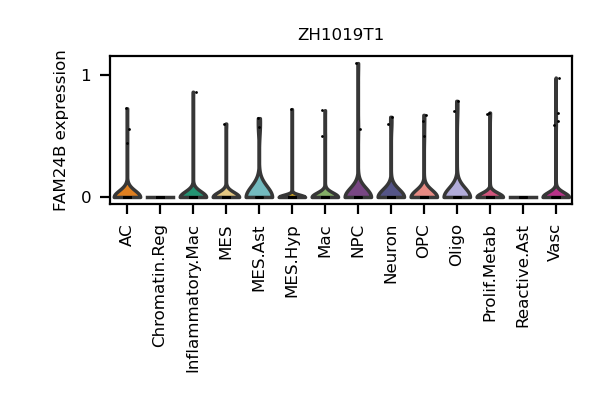 ZH1019T1
FAM24B expression
1
0
AC
Chromatin.Reg
Inflammatory.Mac
MES
MES.Ast
MES.Hyp
Mac
NPC
Neuron
OPC
Oligo
Prolif.Metab
Reactive.Ast
Vasc